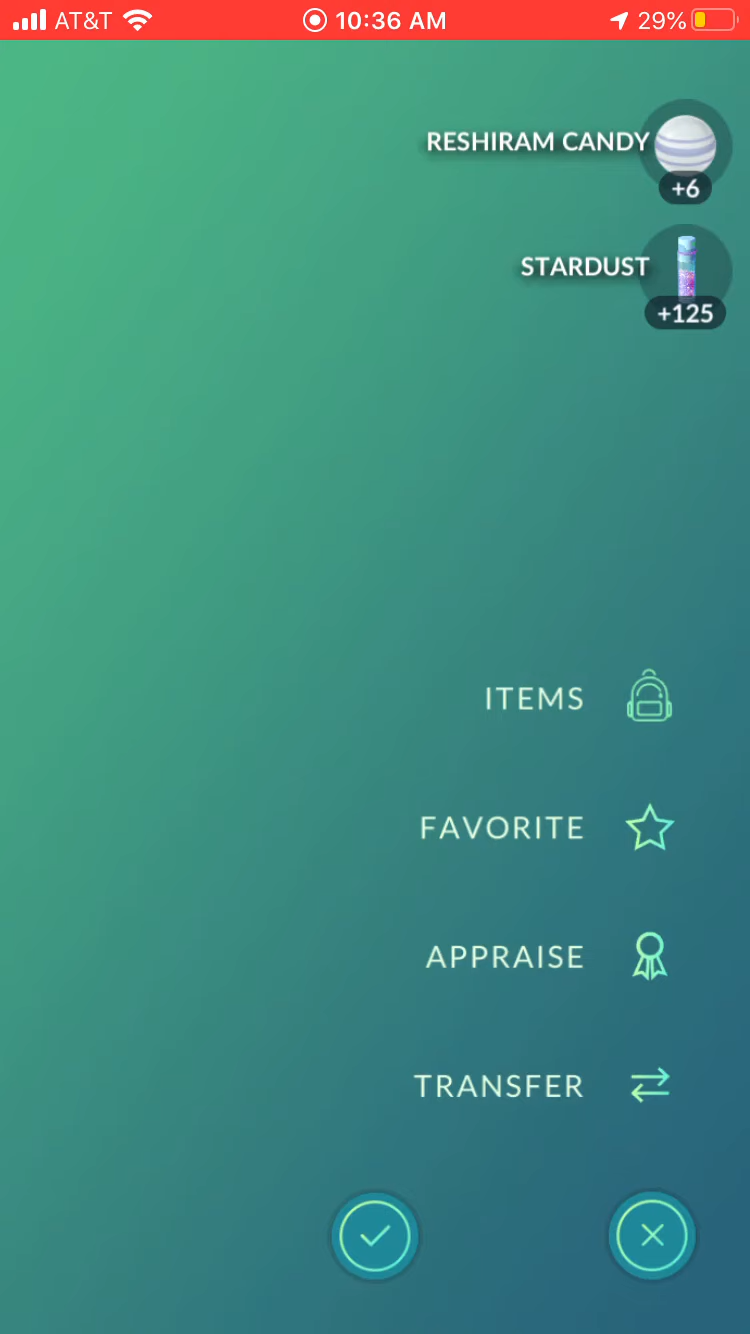 AT&T 10:36 AM 29%
RESHIRAM CANDY
+6
STARDUST
+125
ITEMS
FAVORITE
APPRAISE
TRANSFER